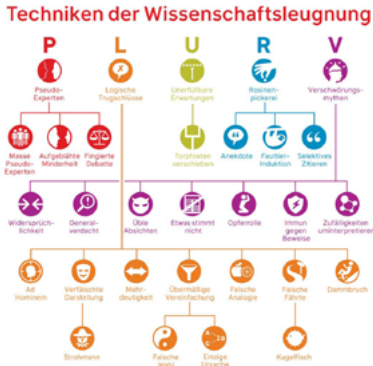 Techniken der Wissenschaftsleugnung
P L U R V
Pseudo-
Experten
Logische
Trugschlüsse
Unerfüllbare
Erwartungen
Rosinen-
pickerei
Verschwörungs-
mythen
Masse
Pseudo-
Experten
Aufgeblähte
Minderheit
Fingierte
Debatte
Torpfosten
verschieben
Anekdote
Faultier-
Induktion
Selektives
Zitieren
Widersprüch-
lichkeit
General-
verdacht
Üble
Absichten
Etwas stimmt
nicht
Opferrolle
Immun
gegen
Beweise
Zufälligkeiten
uminterpretieren
Ad
Hominem
Verfälschte
Darstellung
Mehr-
deutigkeit
Übermäßige
Vereinfachung
Falsche
Analogie
Falsche
Fährte
Dammbruch
Strohmann
Falsche
Wahl
Einzige
Ursache
Kugelfisch